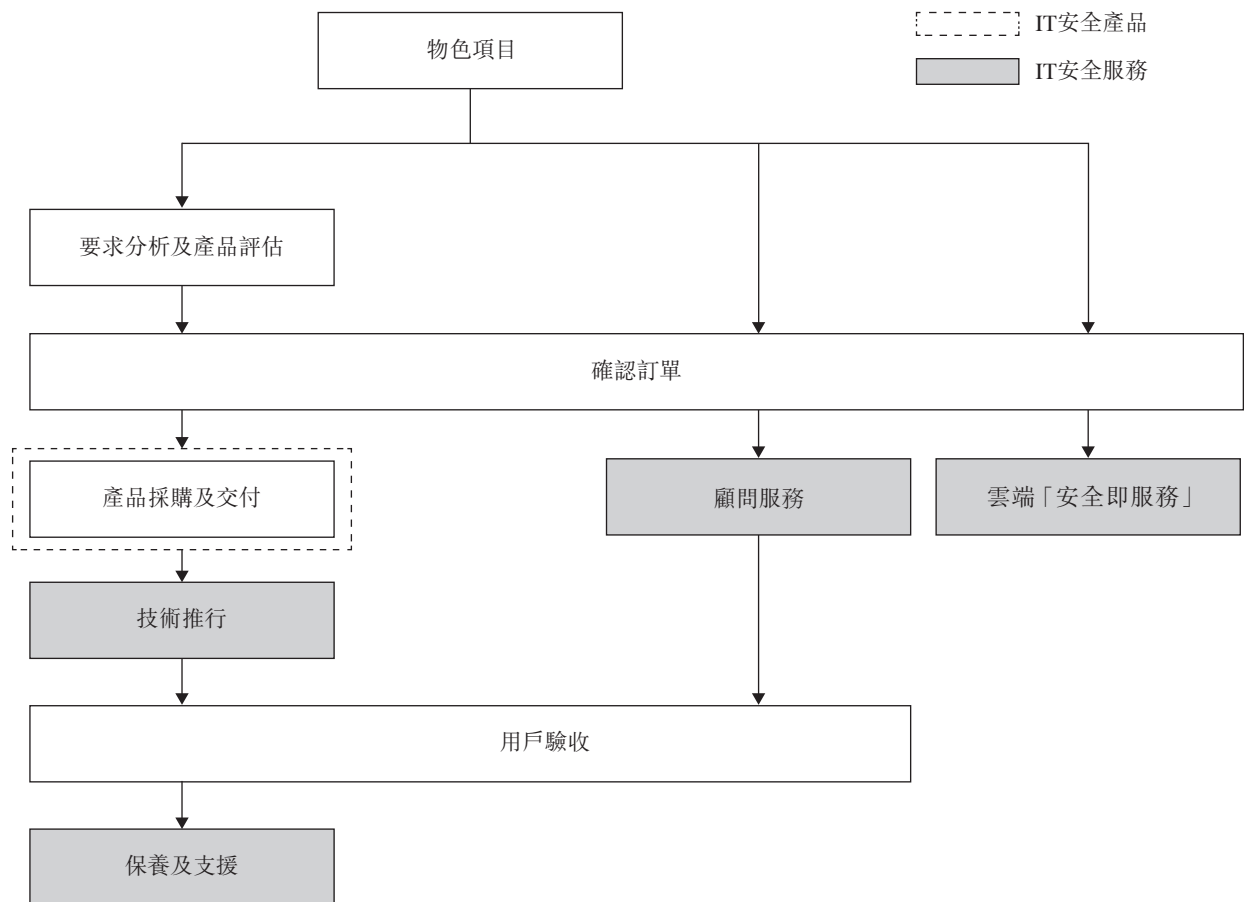 物色項目
IT安全產品
IT安全服務
要求分析及產品評估
確認訂單
產品採購及交付
顧問服務
雲端「安全即服務」
技術推行
用戶驗收
保養及支援